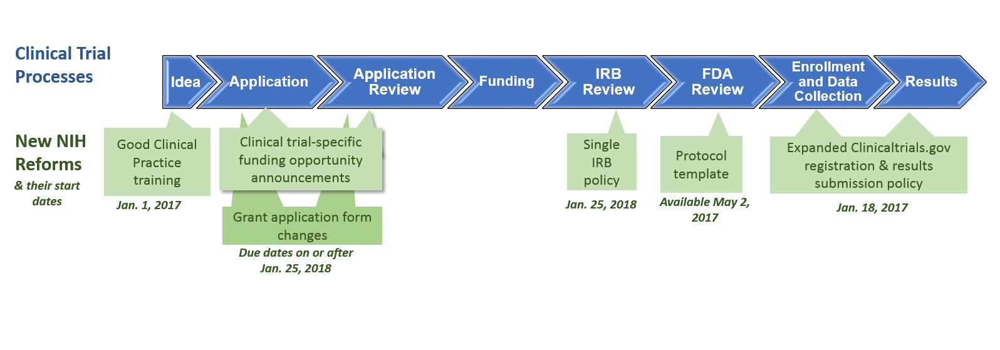 Clinical Trial
Processes
Idea
Application
Application
Review
Funding
IRB
Review
FDA
Review
Enrollment
and Data
Collection
Results
New NIH
Reforms
& their start
dates
Good Clinical
Practice
training
Jan. 1, 2017
Clinical trial-specific
funding opportunity
announcements
Grant application form
changes
Due dates on or after
Jan. 25, 2018
Single
IRB
policy
Jan. 25, 2018
Protocol
template
Available May 2,
2017
Expanded Clinicaltrials.gov
registration & results
submission policy
Jan. 18, 2017